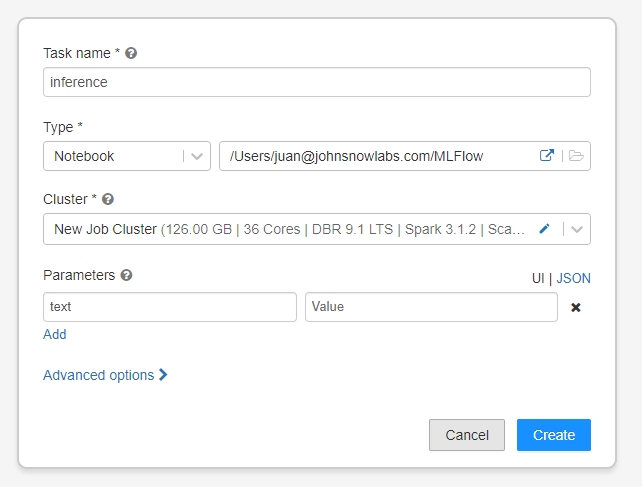 Task name * ?
inference
Type *
Notebook /Users/juan@johnsnowlabs.com/MLFlow
Cluster * ?
New Job Cluster (126.00 GB | 36 Cores | DBR 9.1 LTS | Spark 3.1.2 | Sca...
Parameters ? UI | JSON
text Value
Add
Advanced options
Cancel Create